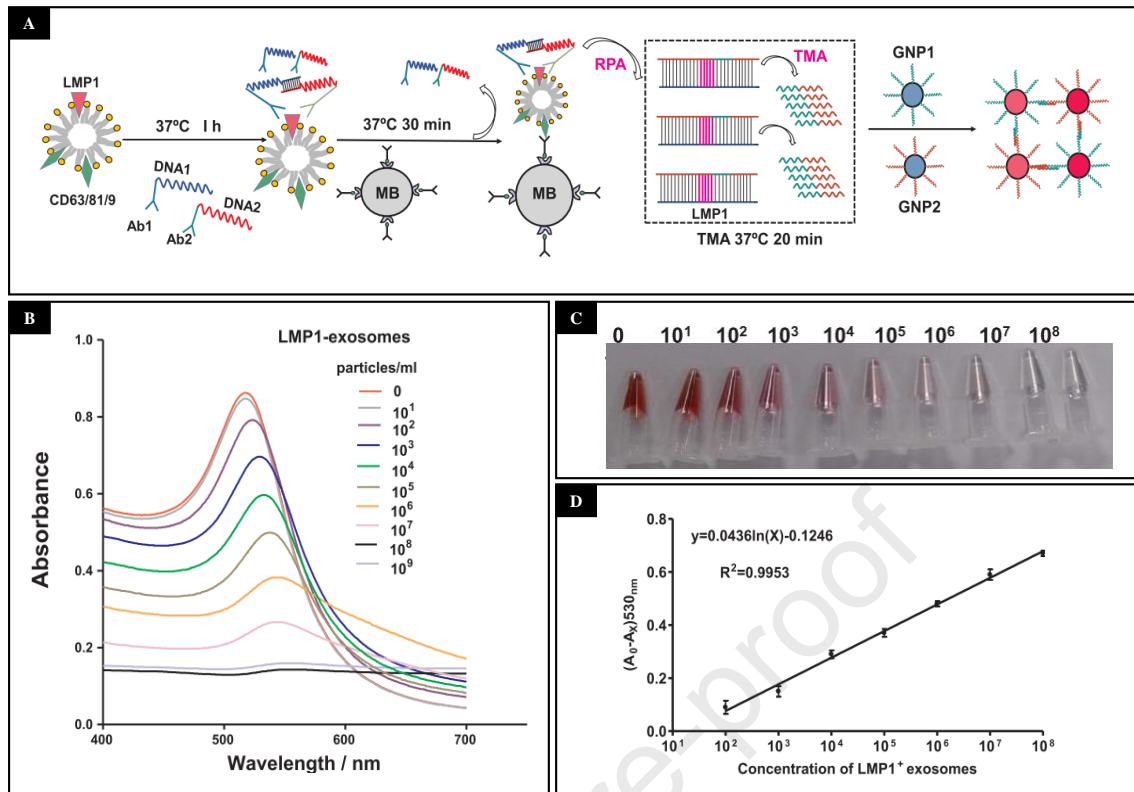 A
LMP1
CD63/81/9
37ºC I h
DNA1
DNA2
Ab1
Ab2
37ºC 30 min
MB
MB
RPA
TMA
LMP1
TMA 37ºC 20 min
GNP1
GNP2
B
LMP1-exosomes
particles/ml
0
10¹
10²
10³
10⁴
10⁵
10⁶
10⁷
10⁸
10⁹
Absorbance
1.0
0.8
0.6
0.4
0.2
0.0
400 500 600 700
Wavelength / nm
C
0 10¹ 10² 10³ 10⁴ 10⁵ 10⁶ 10⁷ 10⁸
D
y=0.0436ln(X)-0.1246
R²=0.9953
(A₀-Aₓ)530ₙₘ
0.8
0.6
0.4
0.2
0.0
10¹ 10² 10³ 10⁴ 10⁵ 10⁶ 10⁷ 10⁸
Concentration of LMP1⁺ exosomes
re-proof